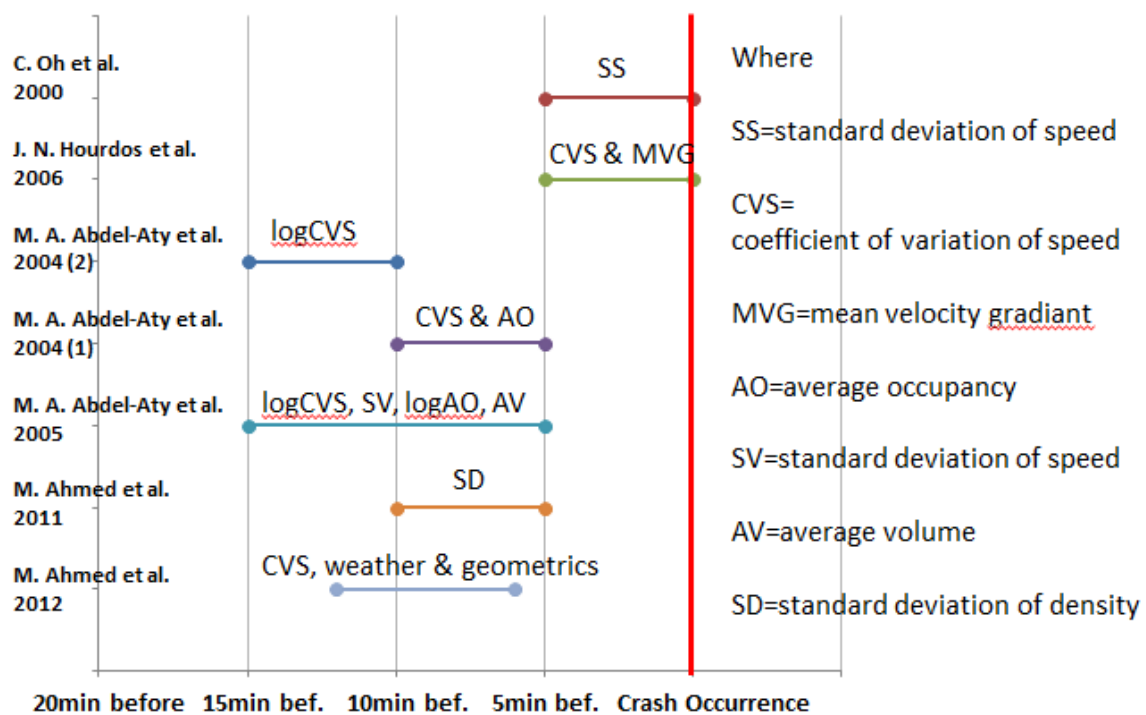 C. Oh et al.
2000
SS
J. N. Hourdos et al.
2006
CVS & MVG
M. A. Abdel-Aty et al.
2004 (2)
logCVS
M. A. Abdel-Aty et al.
2004 (1)
CVS & AO
M. A. Abdel-Aty et al.
2005
logCVS, SV, logAO, AV
M. Ahmed et al.
2011
SD
M. Ahmed et al.
2012
CVS, weather & geometrics
20min before 15min bef. 10min bef. 5min bef. Crash Occurrence
Where
SS=standard deviation of speed
CVS=
coefficient of variation of speed
MVG=mean velocity gradiant
AO=average occupancy
SV=standard deviation of speed
AV=average volume
SD=standard deviation of density